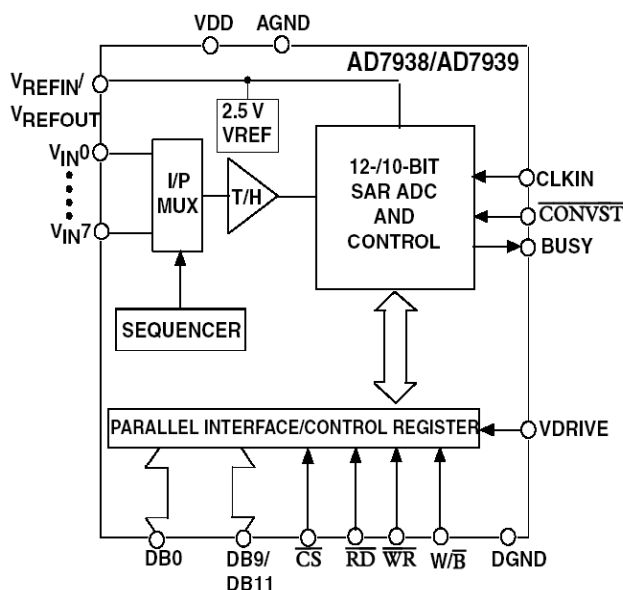 VDD AGND
AD7938/AD7939
VREFIN/
VREFOUT
2.5 V
VREF
VIN0
VIN7
I/P
MUX
T/H
12-/10-BIT
SAR ADC
AND
CONTROL
CLKIN
CONVST
BUSY
SEQUENCER
PARALLEL INTERFACE/CONTROL REGISTER
VDRIVE
DB0
DB9/
DB11
CS
RD
WR
W/B
DGND